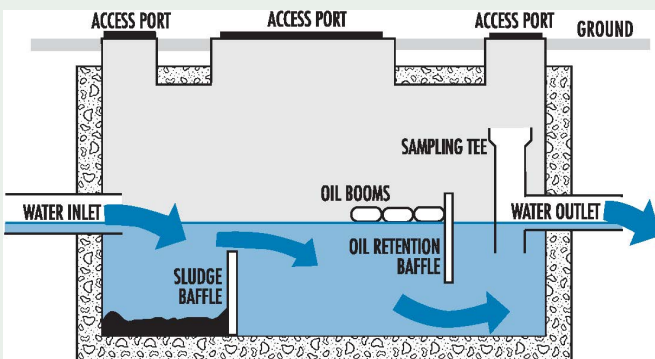 ACCESS PORT
ACCESS PORT
ACCESS PORT
GROUND
SAMPLING TEE
OIL BOOMS
WATER INLET
WATER OUTLET
OIL RETENTION
BAFFLE
SLUDGE
BAFFLE